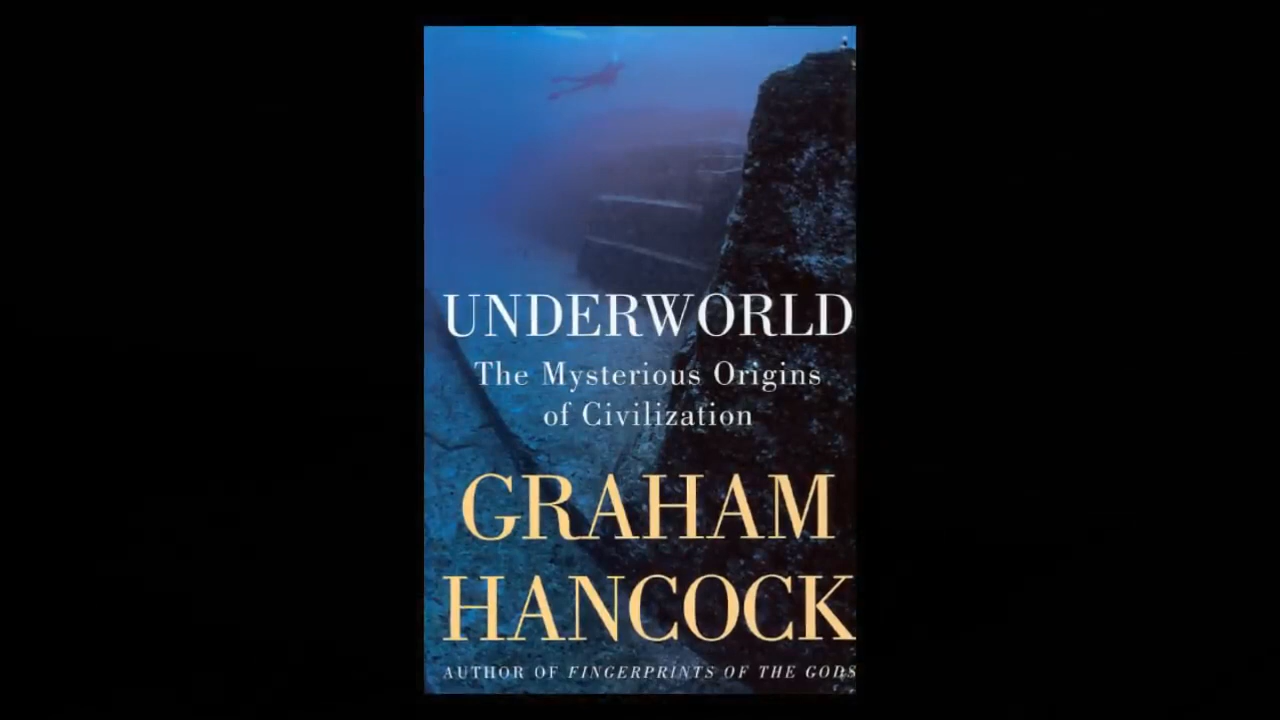 UNDERWORLD
The Mysterious Origins
of Civilization
GRAHAM
HANCOCK
AUTHOR OF FINGERPRINTS OF THE GODS